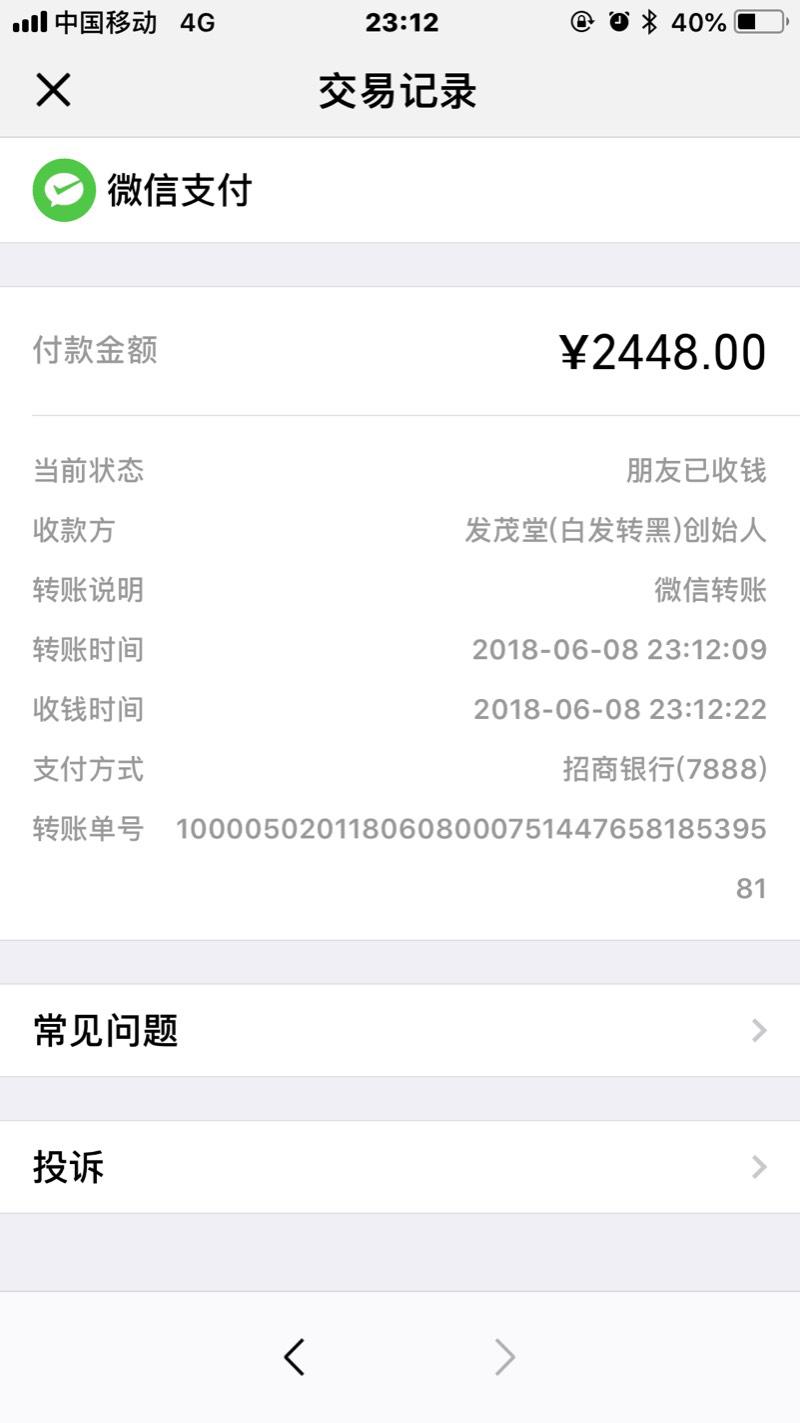 中国移动 4G 23:12 40%
交易记录
微信支付
付款金额 ¥2448.00
当前状态 朋友已收钱
收款方 发茂堂(白发转黑)创始人
转账说明 微信转账
转账时间 2018-06-08 23:12:09
收钱时间 2018-06-08 23:12:22
支付方式 招商银行(7888)
转账单号 1000050201180608000751447658185395
81
常见问题
投诉